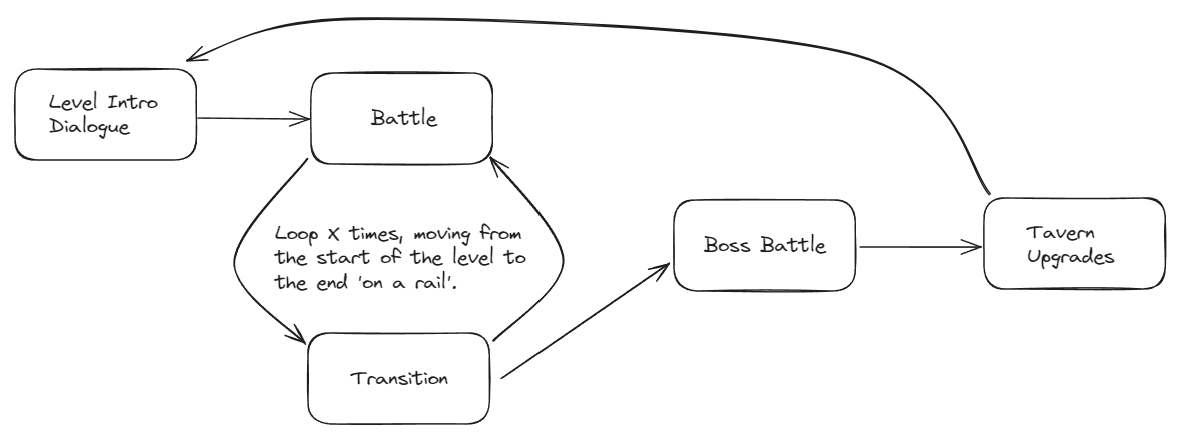 Level Intro
Dialogue
Battle
Loop X times, moving from
the start of the level to
the end 'on a rail'.
Boss Battle
Tavern
Upgrades
Transition